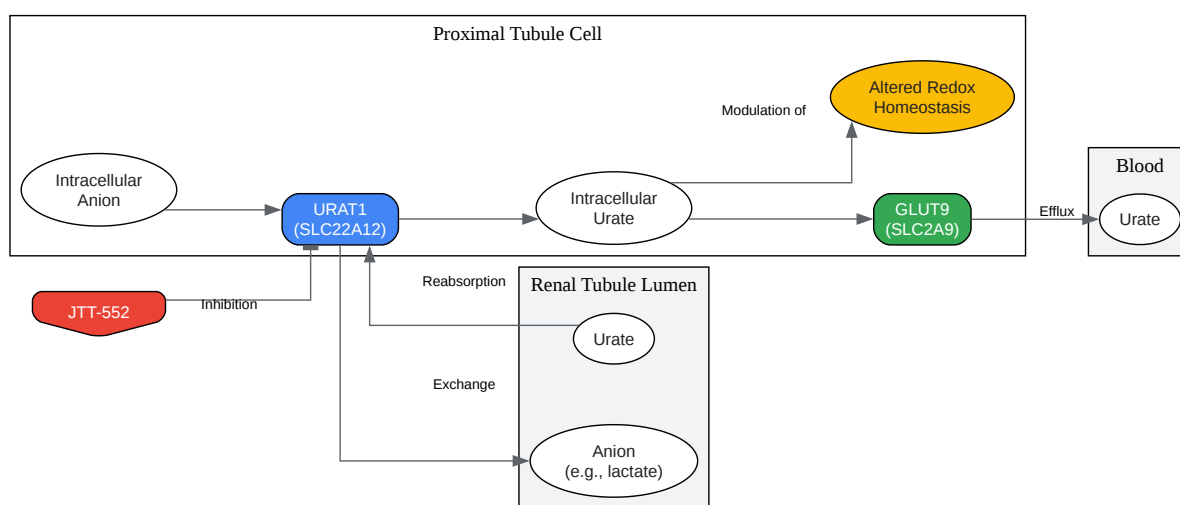 Proximal Tubule Cell
Altered Redox
Homeostasis
Modulation of
Blood
Intracellular
Anion
URAT1
(SLC22A12)
Intracellular
Urate
GLUT9
(SLC2A9)
Efflux
Urate
JTT-552
Inhibition
Reabsorption
Renal Tubule Lumen
Urate
Exchange
Anion
(e.g., lactate)